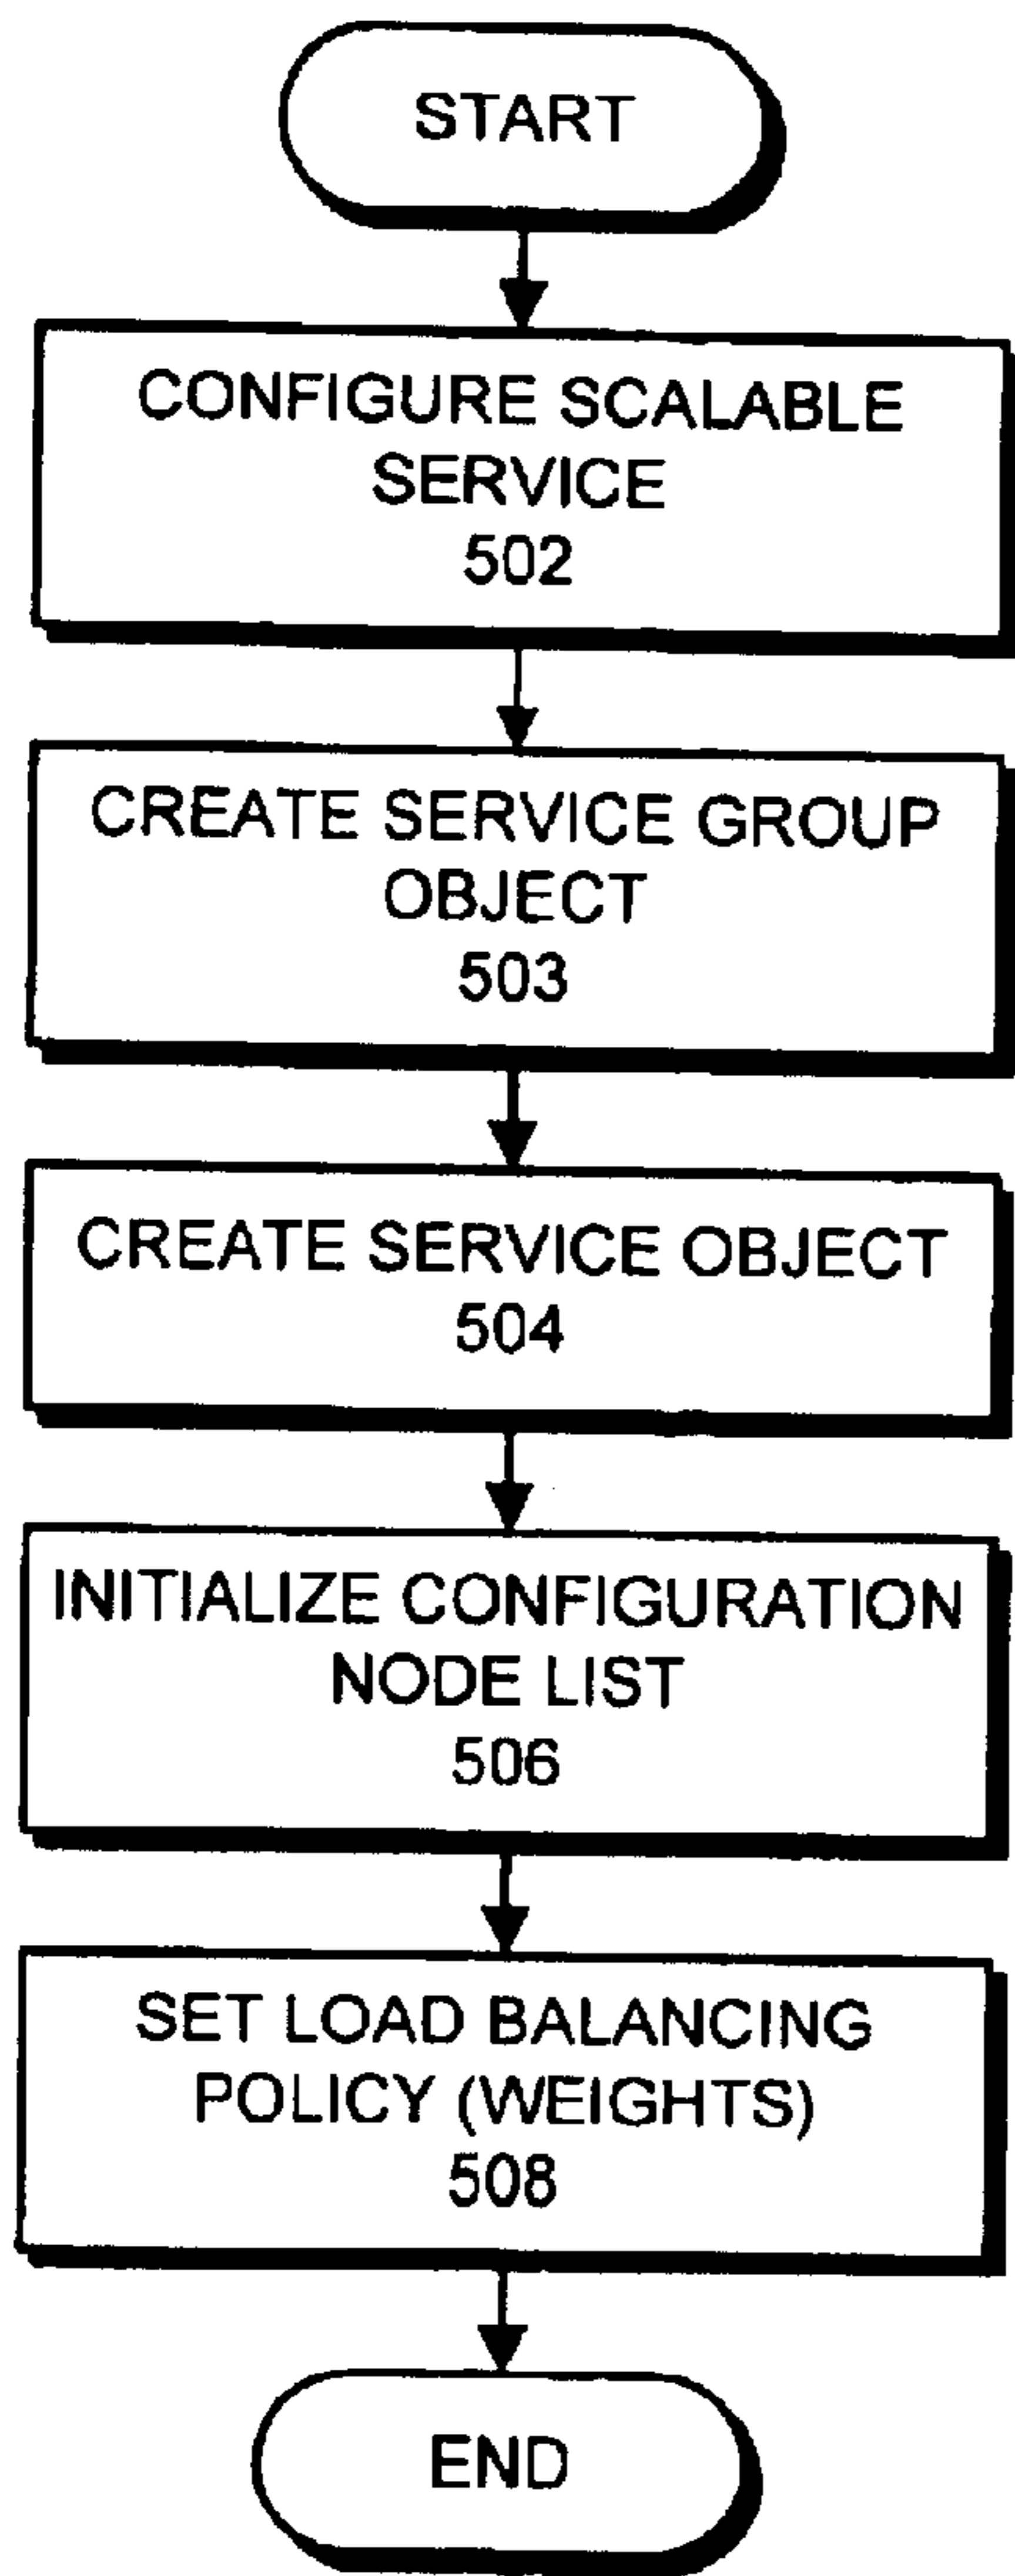 START
CONFIGURE SCALABLE
SERVICE
502
CREATE SERVICE GROUP
OBJECT
503
CREATE SERVICE OBJECT
504
INITIALIZE CONFIGURATION
NODE LIST
506
SET LOAD BALANCING
POLICY (WEIGHTS)
508
END